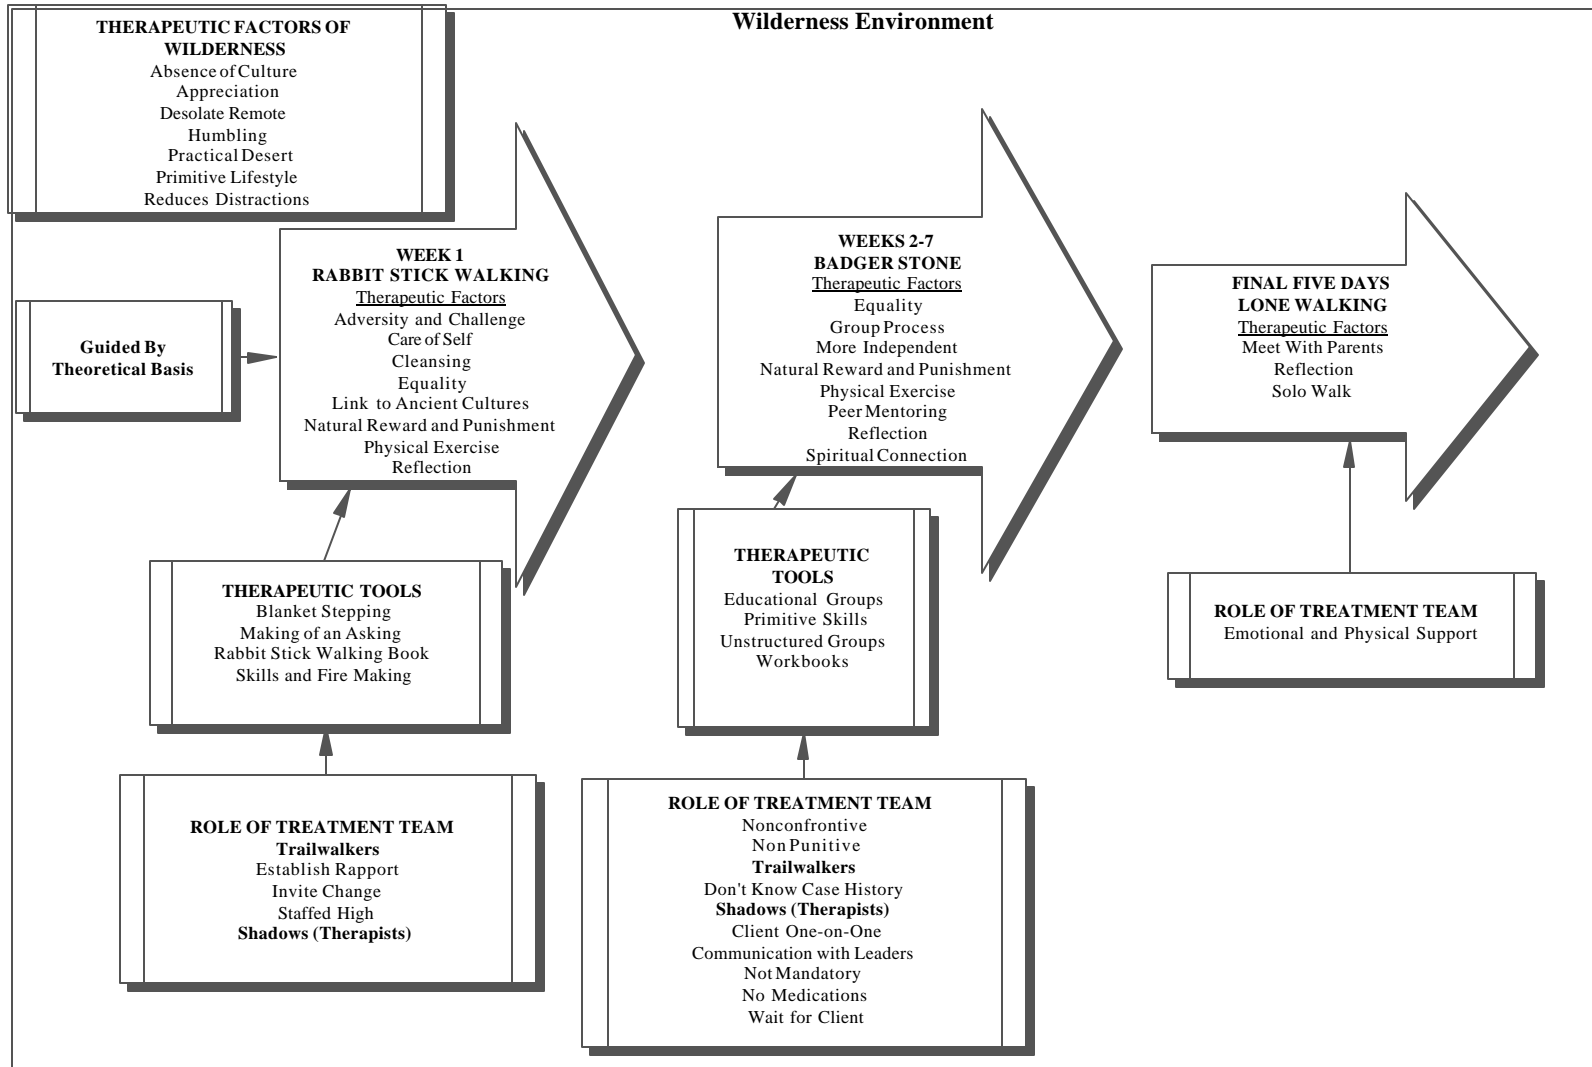 Wilderness Environment
THERAPEUTIC FACTORS OF
WILDERNESS
Absence of Culture
Appreciation
Desolate Remote
Humbling
Practical Desert
Primitive Lifestyle
Reduces Distractions
Guided By
Theoretical Basis
WEEK 1
RABBIT STICK WALKING
Therapeutic Factors
Adversity and Challenge
Care of Self
Cleansing
Equality
Link to Ancient Cultures
Natural Reward and Punishment
Physical Exercise
Reflection
WEEKS 2-7
BADGER STONE
Therapeutic Factors
Equality
Group Process
More Independent
Natural Reward and Punishment
Physical Exercise
Peer Mentoring
Reflection
Spiritual Connection
FINAL FIVE DAYS
LONE WALKING
Therapeutic Factors
Meet With Parents
Reflection
Solo Walk
THERAPEUTIC TOOLS
Blanket Stepping
Making of an Asking
Rabbit Stick Walking Book
Skills and Fire Making
THERAPEUTIC
TOOLS
Educational Groups
Primitive Skills
Unstructured Groups
Workbooks
ROLE OF TREATMENT TEAM
Emotional and Physical Support
ROLE OF TREATMENT TEAM
Trailwalkers
Establish Rapport
Invite Change
Staffed High
Shadows (Therapists)
ROLE OF TREATMENT TEAM
Nonconfrontive
Non Punitive
Trailwalkers
Don't Know Case History
Shadows (Therapists)
Client One-on-One
Communication with Leaders
Not Mandatory
No Medications
Wait for Client